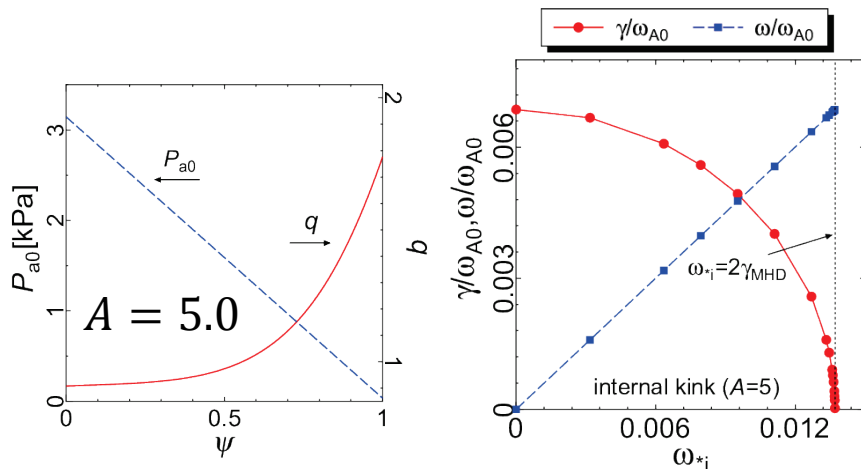 γ/ω_A0 ω/ω_A0
P_a0[kPa]
3
2
1
0
P_a0
q
A = 5.0
2
1
q
0 0.5 1
ψ
γ/ω_A0,ω/ω_A0
0.006
0.003
0
ω_*i=2γ_MHD
internal kink (A=5)
0 0.006 0.012
ω_*i